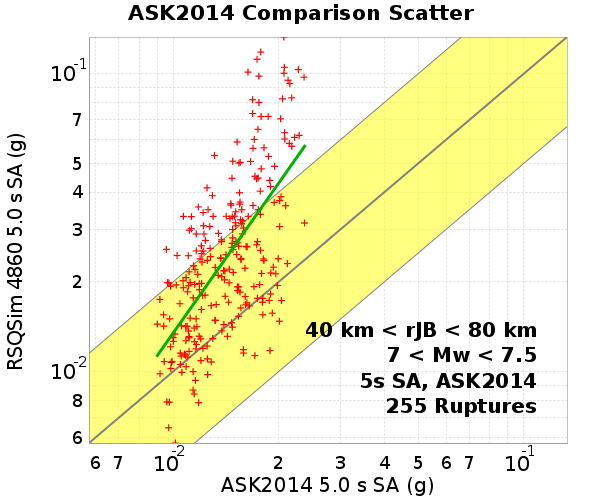 ASK2014 Comparison Scatter
RSQSim 4860 5.0 s SA (g)
10-1
7
5
4
3
2
10-2
8
6
40 km < rJB < 80 km
7 < Mw < 7.5
5s SA, ASK2014
255 Ruptures
6 7 10-2 2 3 4 5 6 7 10-1
ASK2014 5.0 s SA (g)